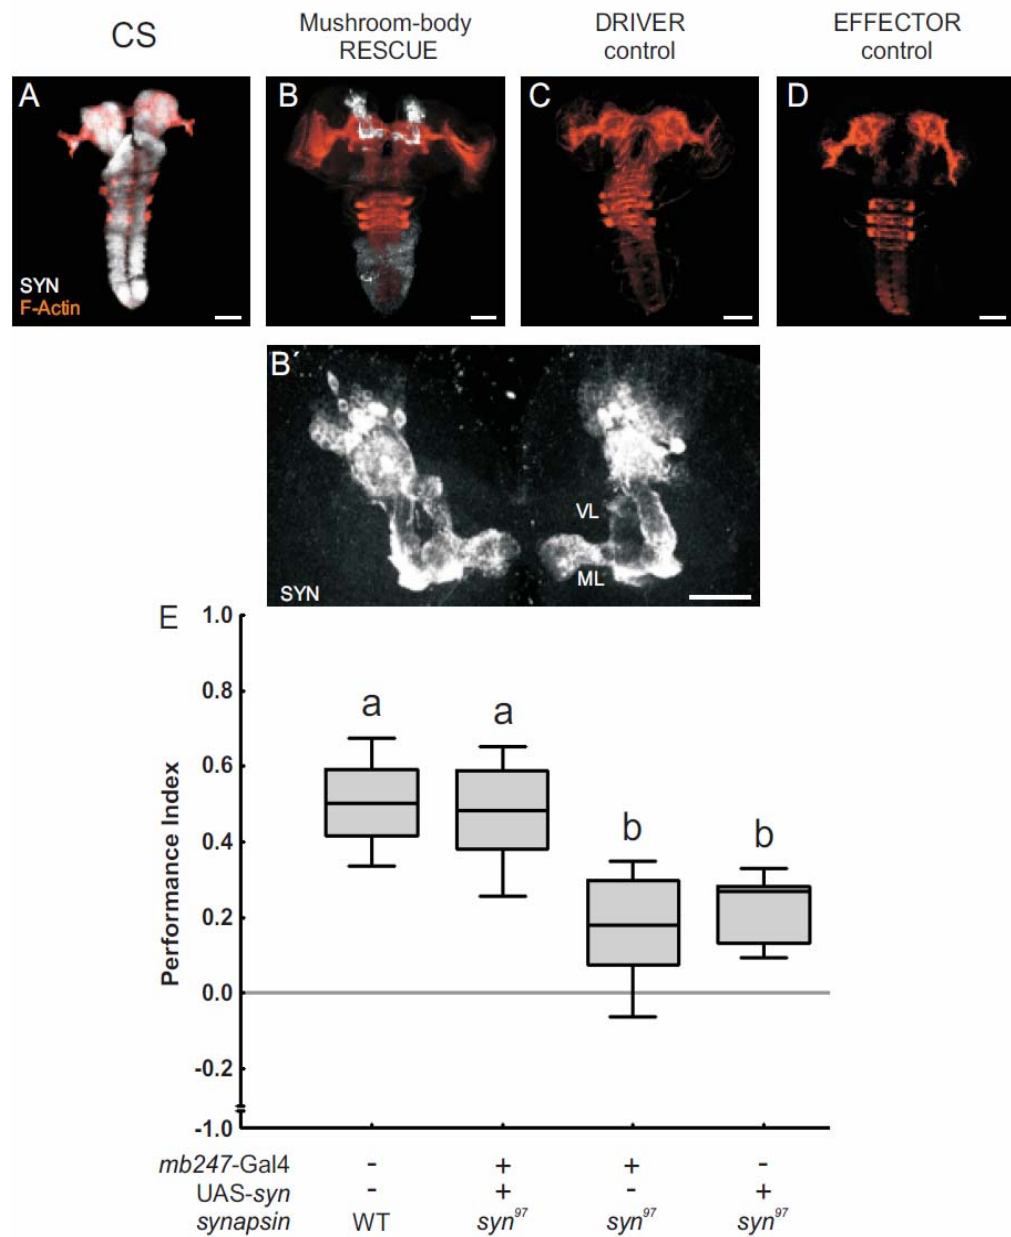 CS
Mushroom-body
RESCUE
DRIVER
control
EFFECTOR
control
A
B
C
D
SYN
F-Actin
B´
VL
ML
SYN
E
1.0
0.8
0.6
0.4
0.2
0.0
-0.2
-1.0
Performance Index
a
a
b
b
mb247-Gal4 - + + -
UAS-syn - + - +
synapsin WT syn⁹⁷ syn⁹⁷ syn⁹⁷